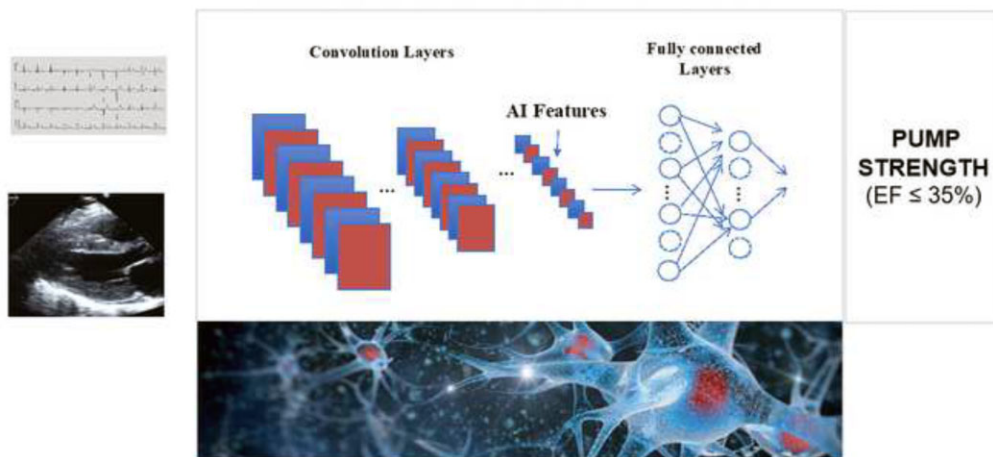 Convolution Layers
Fully connected
Layers
AI Features
...
...
PUMP
STRENGTH
(EF ≤ 35%)